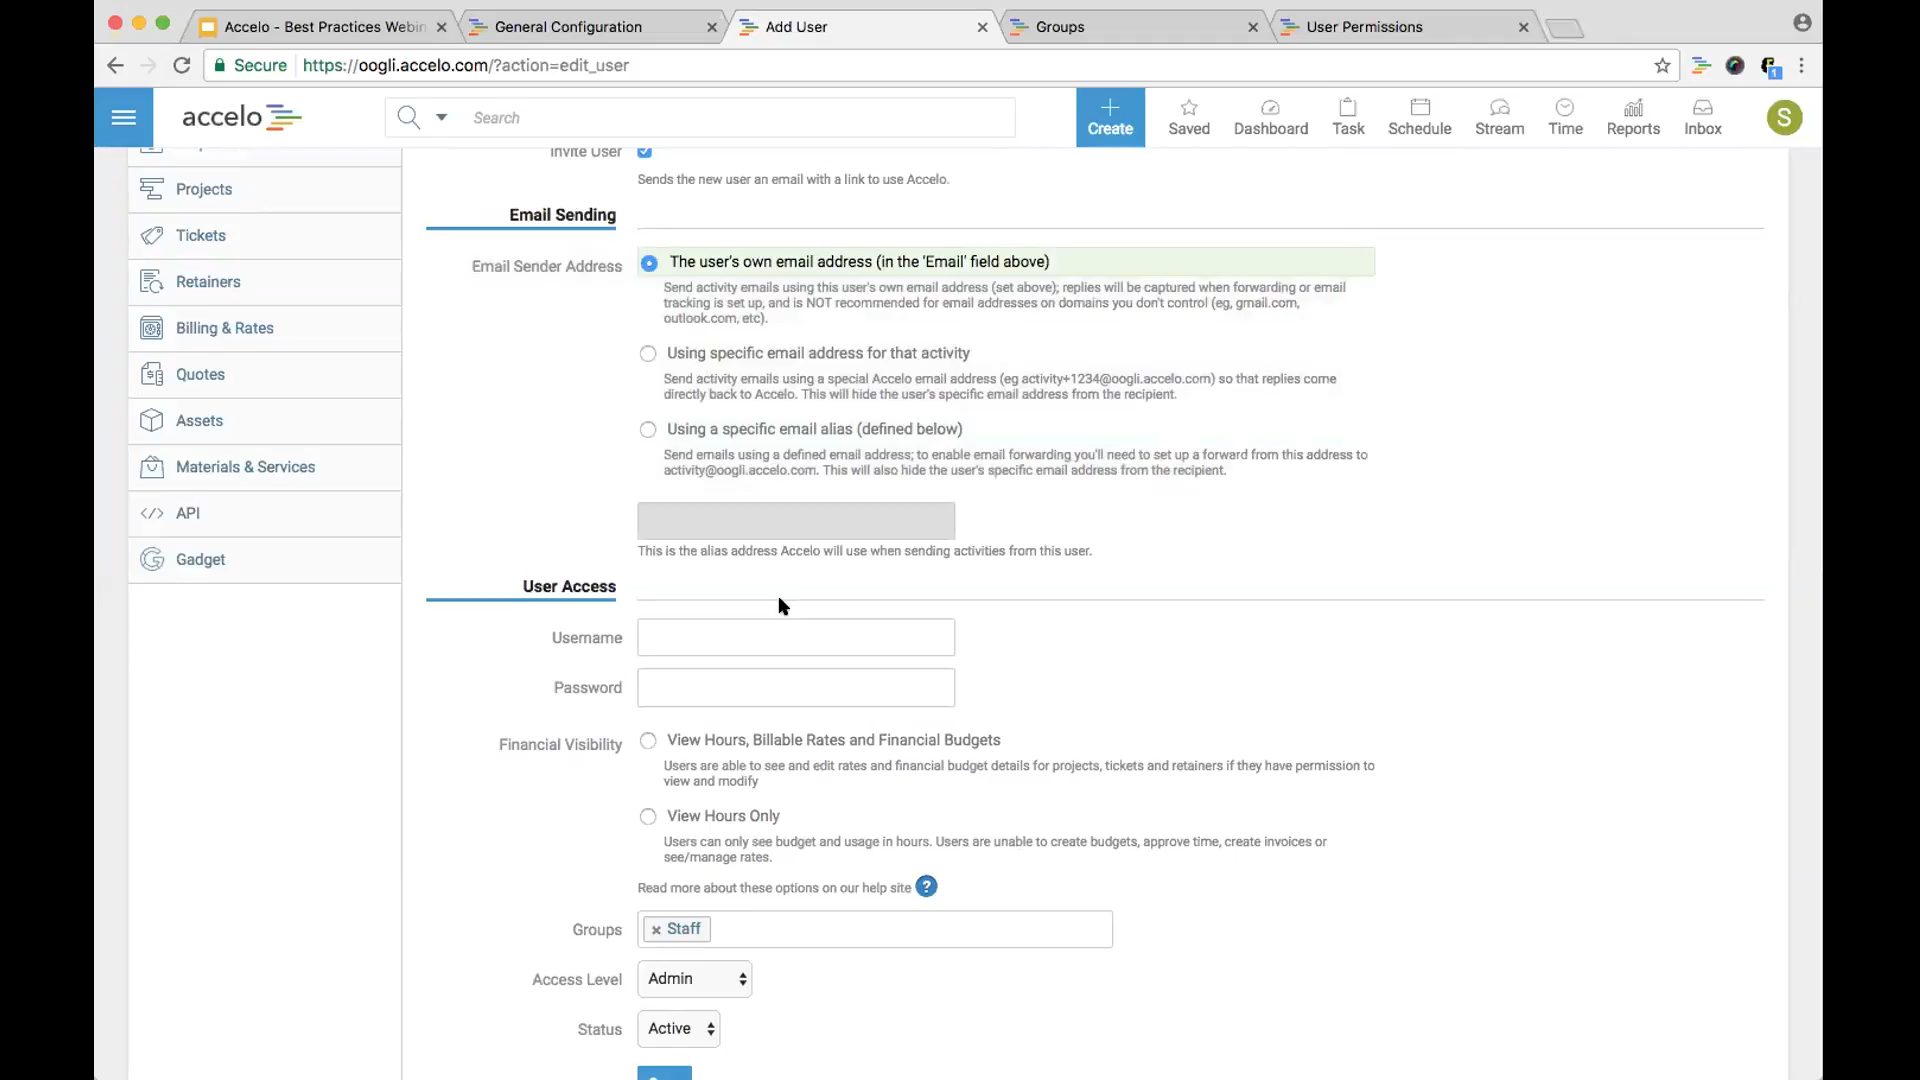 Accelo - Best Practices Webin
General Configuration
Add User
Groups
User Permissions
Secure https://oogli.accelo.com/?action=edit_user
1
accelo
Search
Create
Saved
Dashboard
Task
Schedule
Stream
Time
Reports
Inbox
S
Projects
Tickets
Retainers
Billing & Rates
Quotes
Assets
Materials & Services
API
Gadget
Invite User
Sends the new user an email with a link to use Accelo.
Email Sending
Email Sender Address
The user's own email address (in the 'Email' field above)
Send activity emails using this user's own email address (set above); replies will be captured when forwarding or email
tracking is set up, and is NOT recommended for email addresses on domains you don't control (eg, gmail.com,
outlook.com, etc).
Using specific email address for that activity
Send activity emails using a special Accelo email address (eg activity+1234@oogli.accelo.com) so that replies come
directly back to Accelo. This will hide the user's specific email address from the recipient.
Using a specific email alias (defined below)
Send emails using a defined email address; to enable email forwarding you'll need to set up a forward from this address to
activity@oogli.accelo.com. This will also hide the user's specific email address from the recipient.
This is the alias address Accelo will use when sending activities from this user.
User Access
Username
Password
Financial Visibility
View Hours, Billable Rates and Financial Budgets
Users are able to see and edit rates and financial budget details for projects, tickets and retainers if they have permission to
view and modify
View Hours Only
Users can only see budget and usage in hours. Users are unable to create budgets, approve time, create invoices or
see/manage rates.
Read more about these options on our help site ?
Groups
× Staff
Access Level
Admin
Status
Active